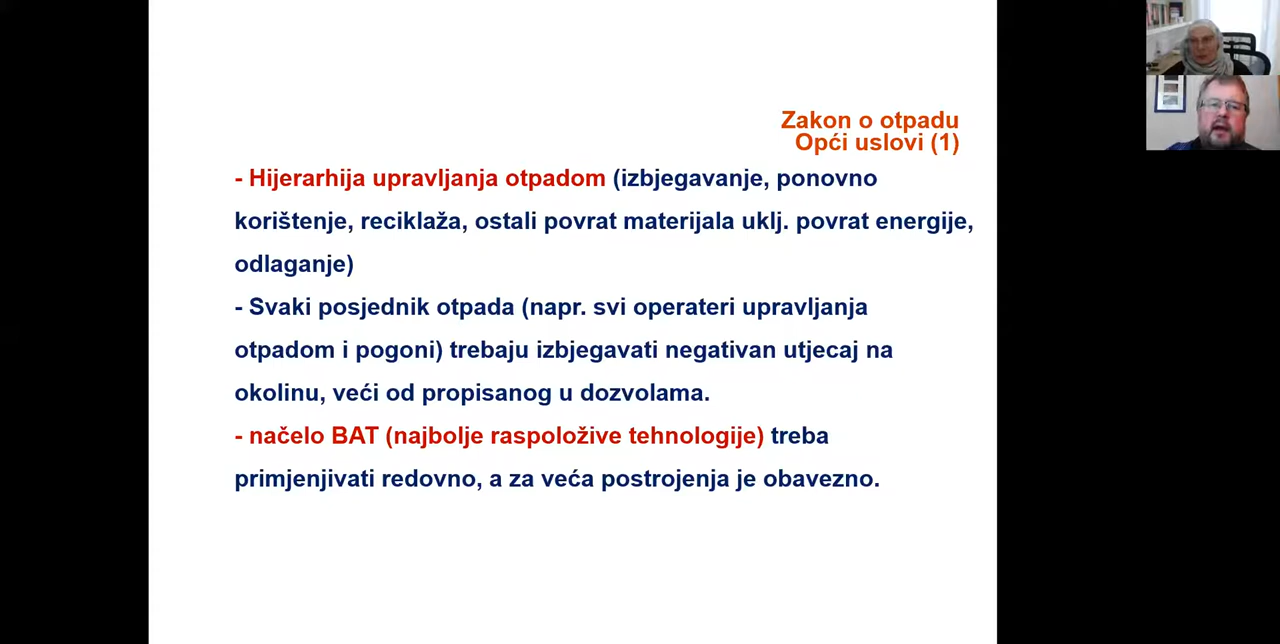 Zakon o otpadu
Opći uslovi (1)
- Hijerarhija upravljanja otpadom (izbjegavanje, ponovno
korištenje, reciklaža, ostali povrat materijala uklj. povrat energije,
odlaganje)
- Svaki posjednik otpada (napr. svi operateri upravljanja
otpadom i pogoni) trebaju izbjegavati negativan utjecaj na
okolinu, veći od propisanog u dozvolama.
- načelo BAT (najbolje raspoložive tehnologije) treba
primjenjivati redovno, a za veća postrojenja je obavezno.